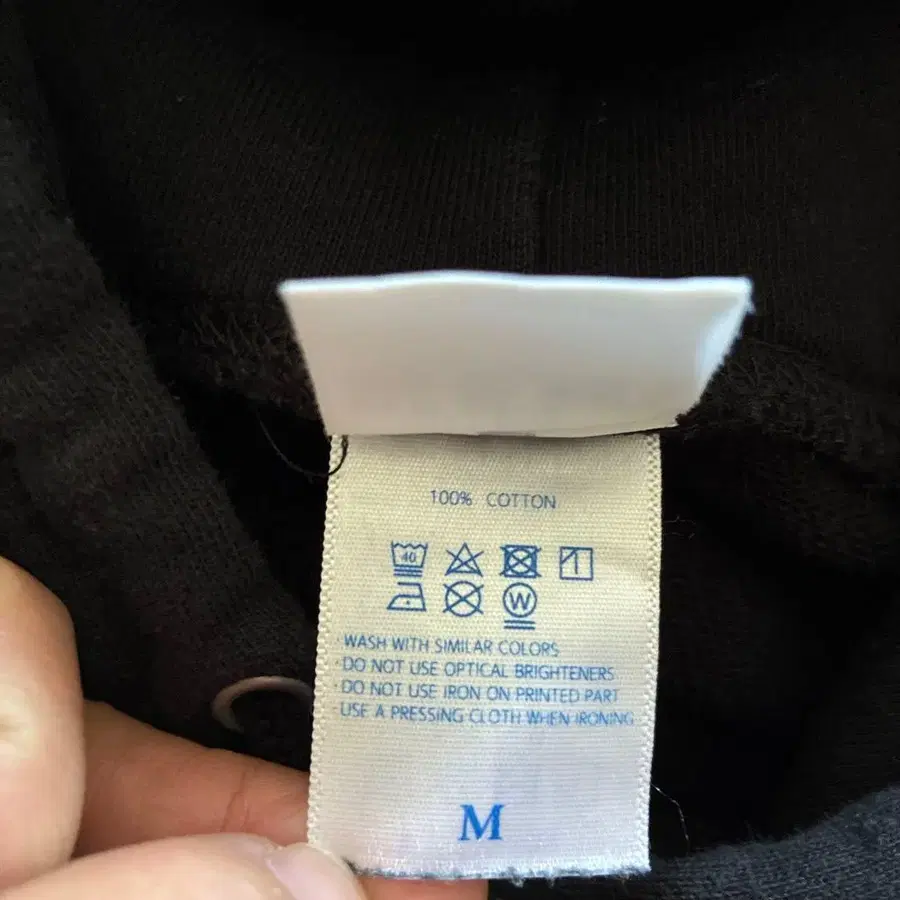 100% COTTON
40
W
WASH WITH SIMILAR COLORS
DO NOT USE OPTICAL BRIGHTENERS
DO NOT USE IRON ON PRINTED PART
USE A PRESSING CLOTH WHEN IRONING
M